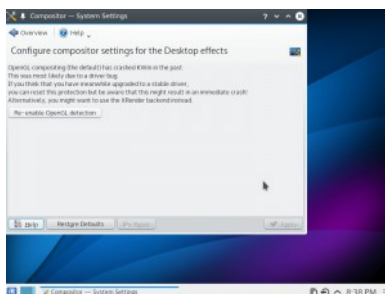 Compositor — System Settings
Overview Help
Configure compositor settings for the Desktop effects
OpenGL compositing (the default) has crashed KWin in the past.
This was most likely due to a driver bug.
If you think that you have meanwhile upgraded to a stable driver,
you can reset this protection but be aware that this might result in an immediate crash!
Alternatively, you might want to use the XRender backend instead.
Re-enable OpenGL detection
Help Restore Defaults Apply
Compositor — System Settings 8:38 PM